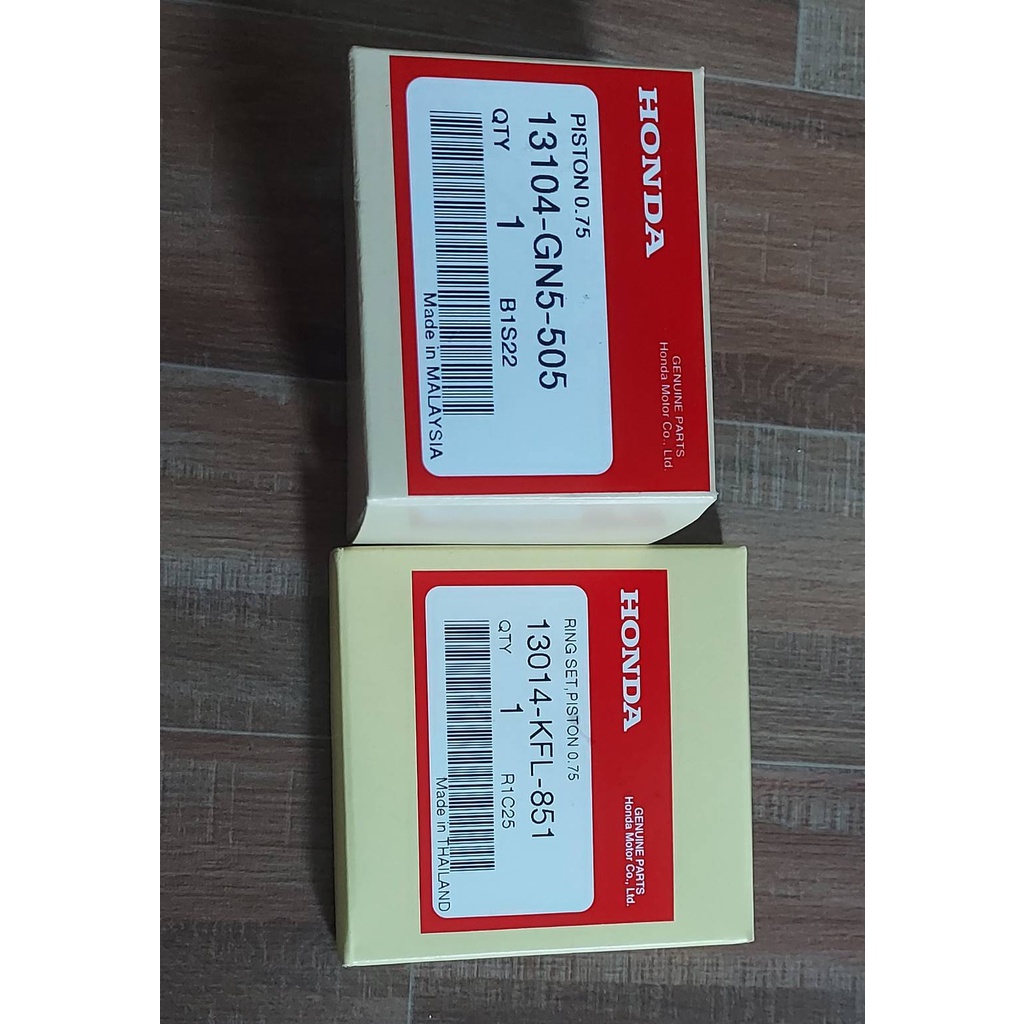 HONDA
GENUINE PARTS
Honda Motor Co., Ltd.
PISTON 0.75
13104-GN5-505
QTY 1 B1S22
Made in MALAYSIA
HONDA
GENUINE PARTS
Honda Motor Co., Ltd.
RING SET,PISTON 0.75
13014-KFL-851
QTY 1 R1C25
Made in THAILAND